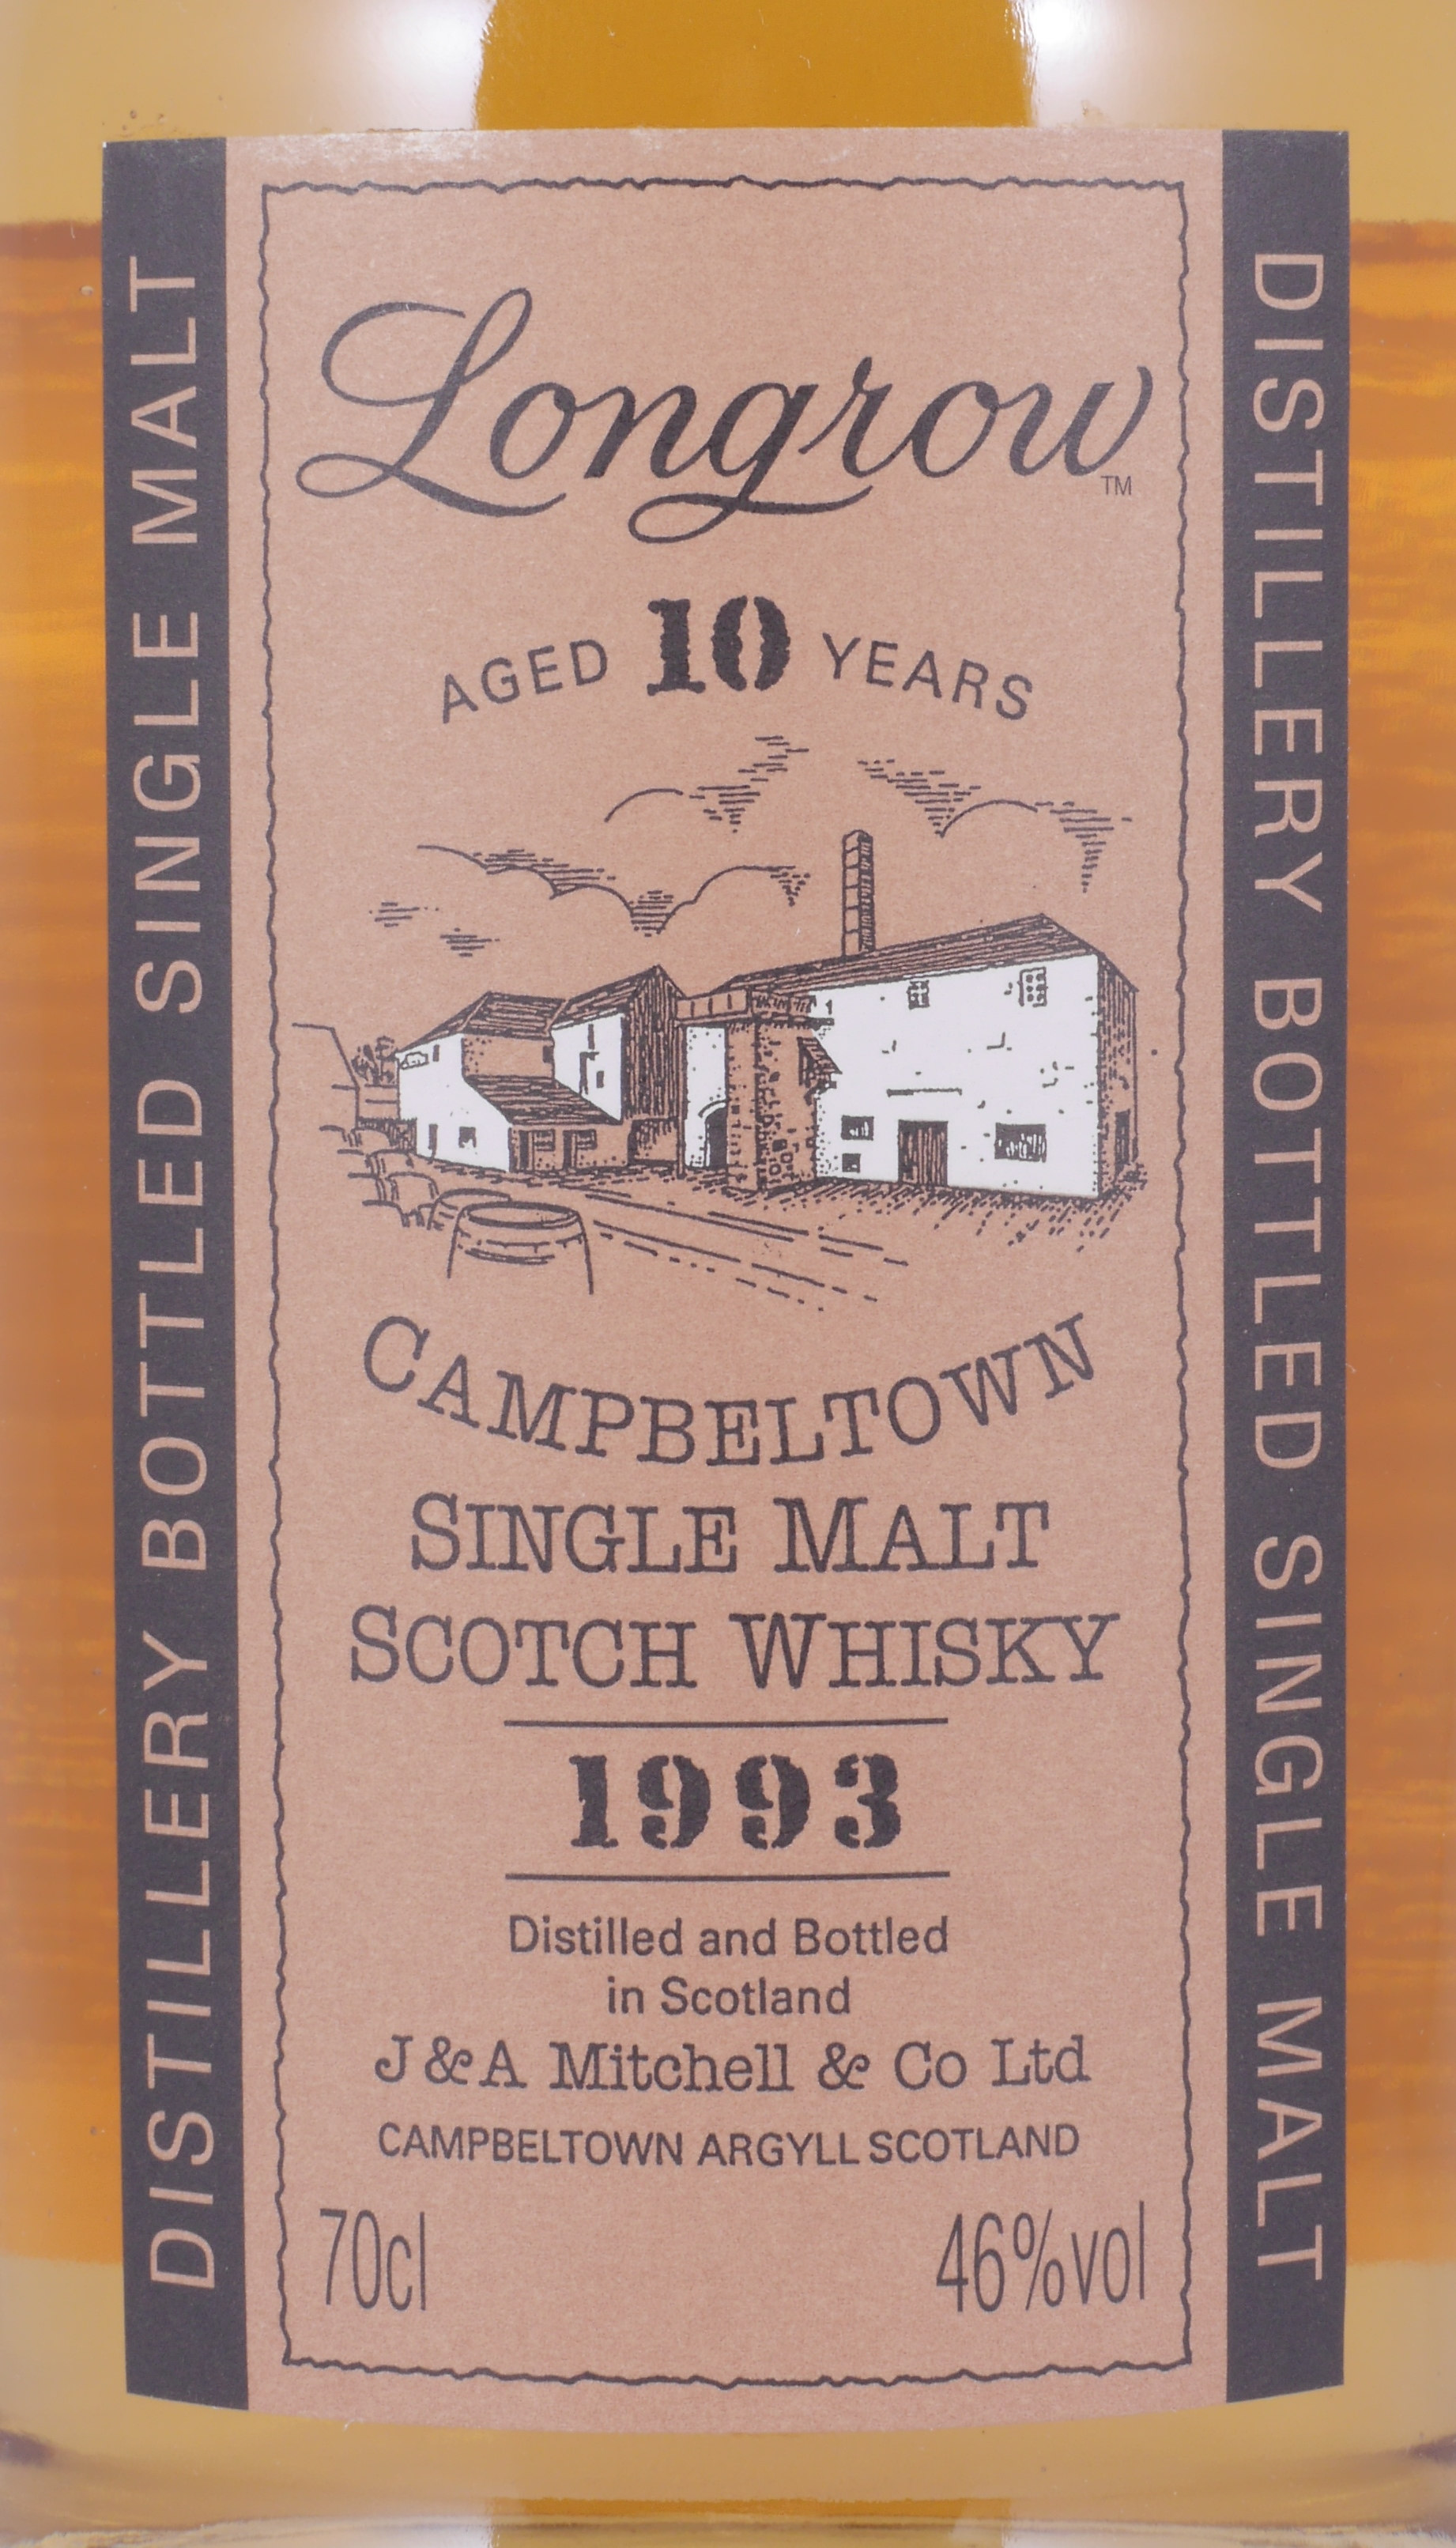 Longrow TM
AGED 10 YEARS
CAMPBELTOWN
SINGLE MALT
SCOTCH WHISKY
1993
Distilled and Bottled
in Scotland
J & A Mitchell & Co Ltd
CAMPBELTOWN ARGYLL SCOTLAND
70cl 46%vol
DISTILLERY BOTTLED SINGLE MALT
DISTILLERY BOTTLED SINGLE MALT